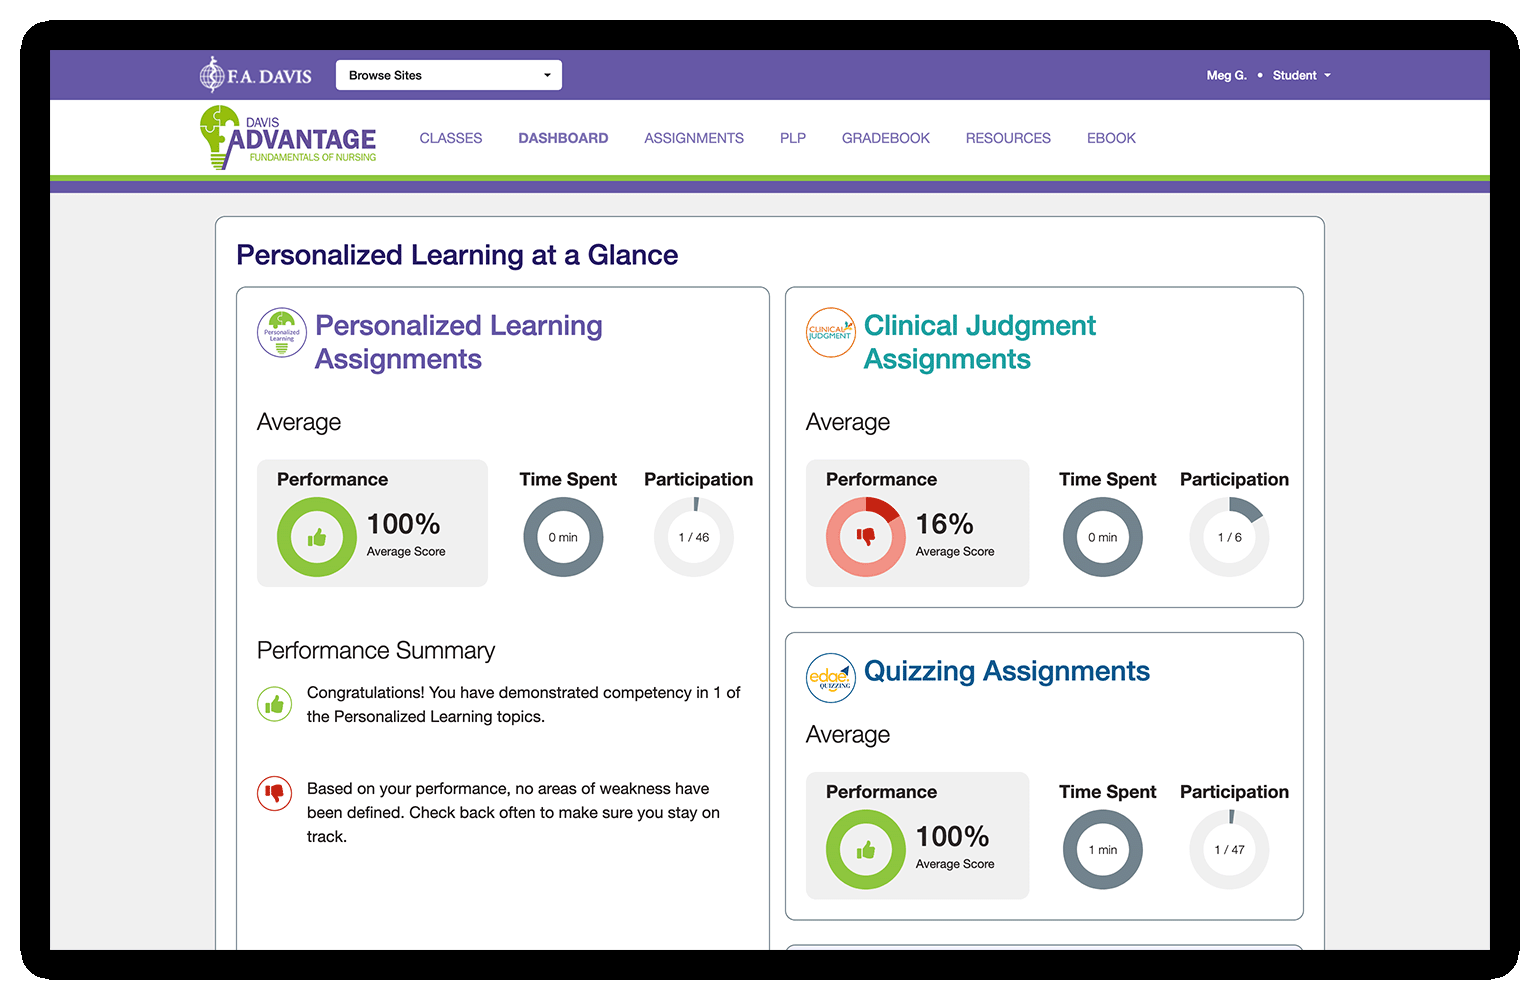 F.A. DAVIS
Browse Sites
Meg G. • Student
DAVIS
ADVANTAGE
FUNDAMENTALS OF NURSING
CLASSES
DASHBOARD
ASSIGNMENTS
PLP
GRADEBOOK
RESOURCES
EBOOK
Personalized Learning at a Glance
Personalized
Learning
Personalized Learning
Assignments
Average
Performance
100%
Average Score
Time Spent
0 min
Participation
1 / 46
Performance Summary
Congratulations! You have demonstrated competency in 1 of
the Personalized Learning topics.
Based on your performance, no areas of weakness have
been defined. Check back often to make sure you stay on
track.
CLINICAL
JUDGMENT
Clinical Judgment
Assignments
Average
Performance
16%
Average Score
Time Spent
0 min
Participation
1 / 6
edge
QUIZZING
Quizzing Assignments
Average
Performance
100%
Average Score
Time Spent
1 min
Participation
1 / 47